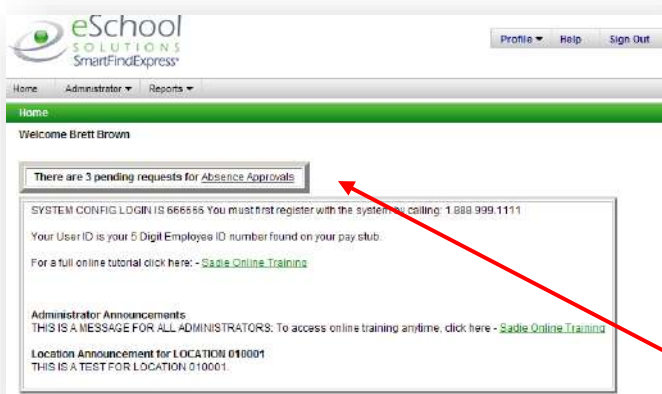 eSchool
SOLUTIONS
SmartFindExpress
Profile Help Sign Out
Home Administrator Reports
Home
Welcome Brett Brown
There are 3 pending requests for Absence Approvals
SYSTEM CONFIG LOGIN IS 666666 You must first register with the system by calling: 1.888.999.1111
Your User ID is your 5 Digit Employee ID number found on your pay stub.
For a full online tutorial click here: - Sadie Online Training
Administrator Announcements
THIS IS A MESSAGE FOR ALL ADMINISTRATORS: To access online training anytime, click here - Sadie Online Training
Location Announcement for LOCATION 010001
THIS IS A TEST FOR LOCATION 010001.